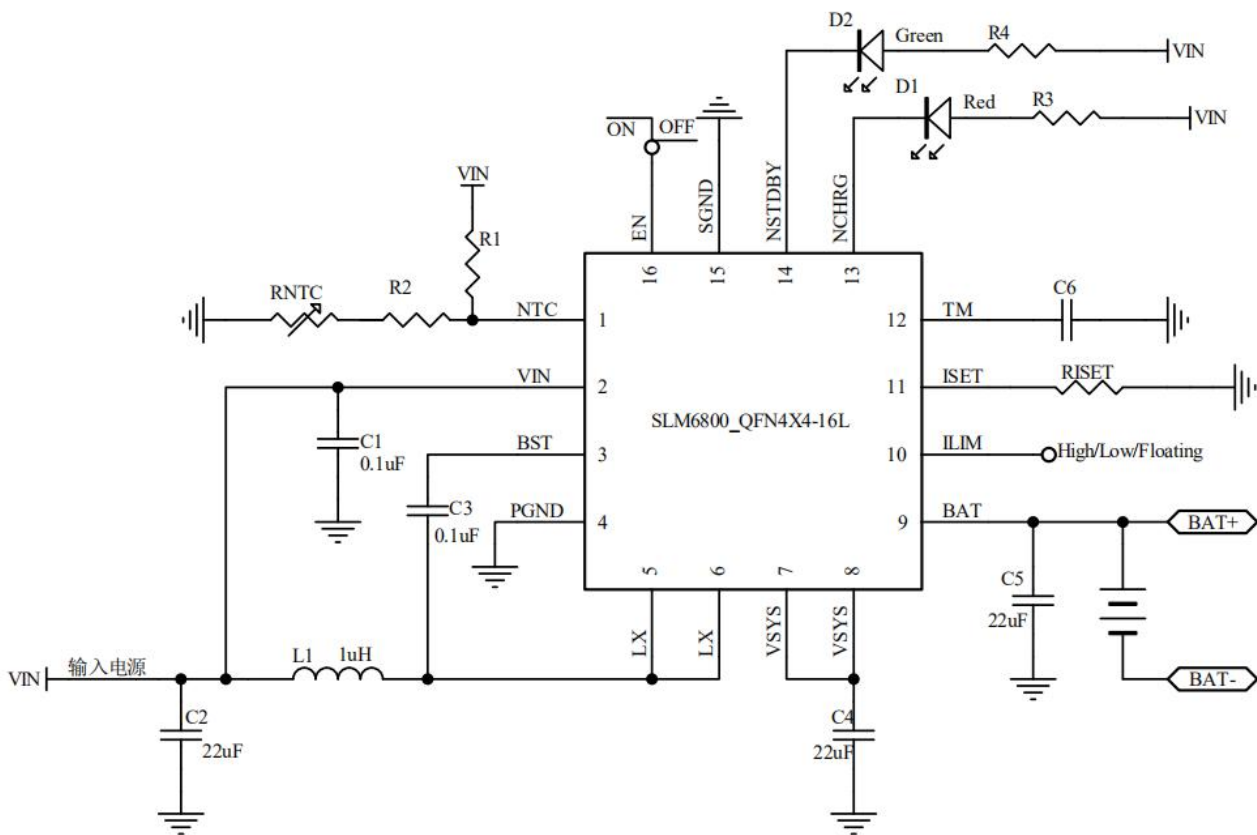 D2
Green
R4
VIN
D1
Red
R3
VIN
ON
OFF
VIN
R1
EN
SGND
NSTDBY
NCHRG
16
15
14
13
RNTC
R2
NTC
1
12
TM
C6
VIN
2
11
ISET
RISET
SLM6800_QFN4X4-16L
C1
0.1uF
BST
3
10
ILIM
High/Low/Floating
C3
0.1uF
PGND
4
9
BAT
BAT+
5
6
7
8
C5
22uF
LX
LX
VSYS
VSYS
VIN
输入电源
L1
1uH
BAT-
C2
22uF
C4
22uF